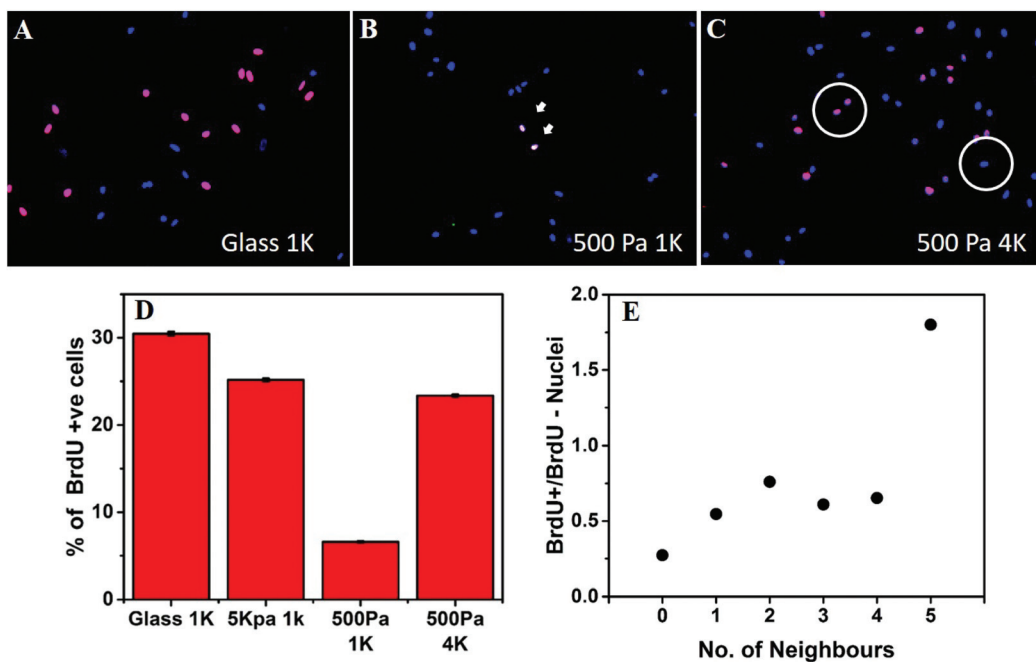 A
Glass 1K
B
500 Pa 1K
C
500 Pa 4K
D
% of BrdU +ve cells
30
20
10
0
Glass 1K
5Kpa 1k
500Pa
1K
500Pa
4K
E
BrdU+/BrdU - Nuclei
2.0
1.5
1.0
0.5
0.0
0
1
2
3
4
5
No. of Neighbours